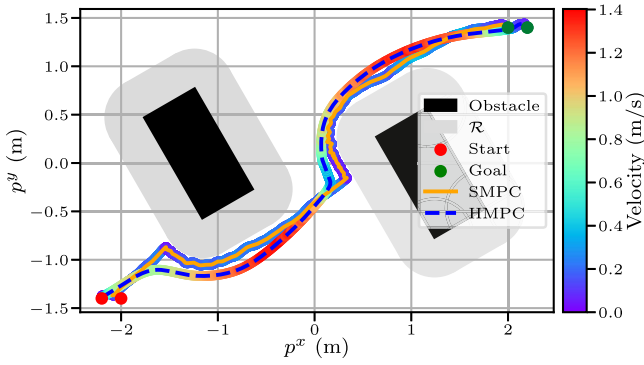 1.5
1.0
0.5
0.0
−0.5
−1.0
−1.5
p^y (m)
−2
−1
0
1
2
p^x (m)
Obstacle
ℛ
Start
Goal
SMPC
HMPC
1.4
1.2
1.0
0.8
0.6
0.4
0.2
0.0
Velocity (m/s)